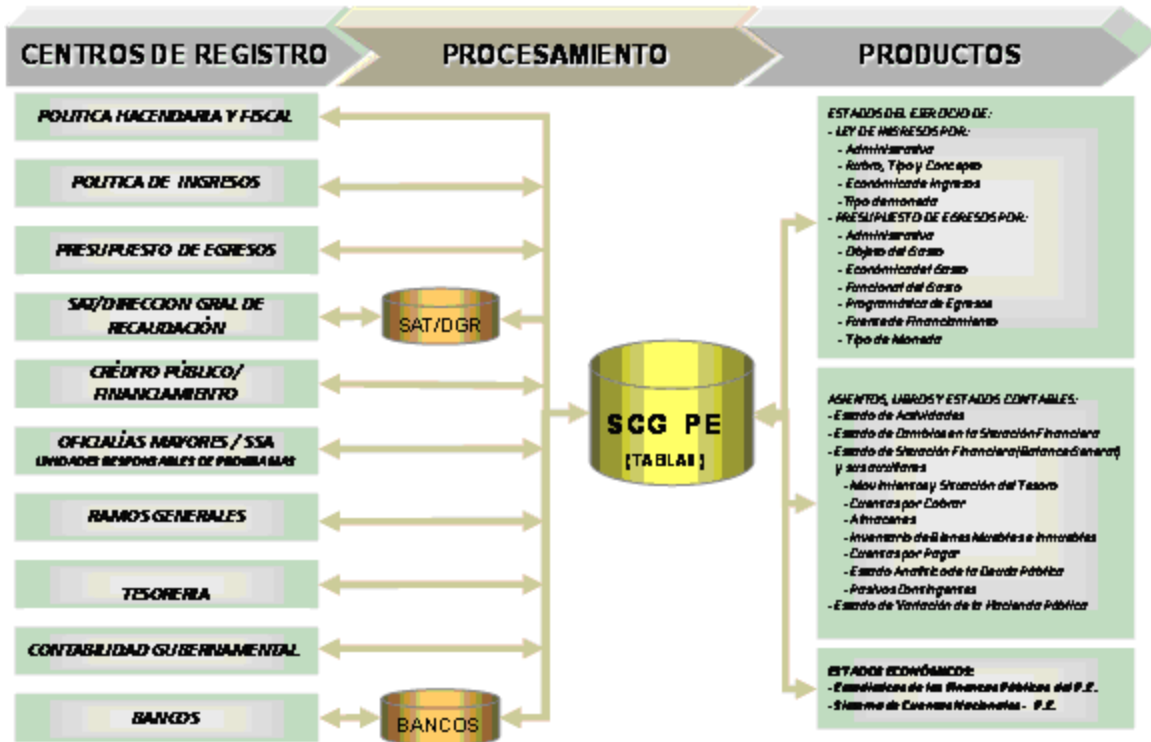 CENTROS DE REGISTRO
PROCESAMIENTO
PRODUCTOS
POLITICA HACENDARIA Y FISCAL
POLITICA DE INGRESOS
PRESUPUESTO DE EGRESOS
SAT/DIRECCION GRAL DE
RECAUDACIÓN
CRÉDITO PÚBLICO/
FINANCIAMIENTO
OFICIALÍAS MAYORES / SSA
UNIDADES RESPONSABLES DE PROGRAMAS
RAMOS GENERALES
TESORERIA
CONTABILIDAD GUBERNAMENTAL
BANCOS
SAT/DGR
BANCOS
SCG PE
(TABLAS)
ESTADOS DEL EJERCICIO DE:
- LEY DE INGRESOS POR:
- Administrativa
- Rubro, Tipo y Concepto
- Económica de Ingresos
- Tipo de moneda
- PRESUPUESTO DE EGRESOS POR:
- Administrativa
- Objeto del Gasto
- Económica del Gasto
- Funcional del Gasto
- Programática de Egresos
- Fuente de Financiamiento
- Tipo de Moneda
ASIENTOS, LIBROS Y ESTADOS CONTABLES:
- Estado de Actividades
- Estado de Cambios en la Situación Financiera
- Estado de Situación Financiera (Balance General)
y sus auxiliares
- Movimientos y Situación del Tesoro
- Cuentas por Cobrar
- Almacenes
- Inventario de Bienes Muebles e Inmuebles
- Cuentas por Pagar
- Estado Analítico de la Deuda Pública
- Pasivos Contingentes
- Estado de Variación de la Hacienda Pública
ESTADOS ECONÓMICOS:
- Estadísticas de las Finanzas Públicas del P.E.
- Sistema de Cuentas Nacionales - P.E.